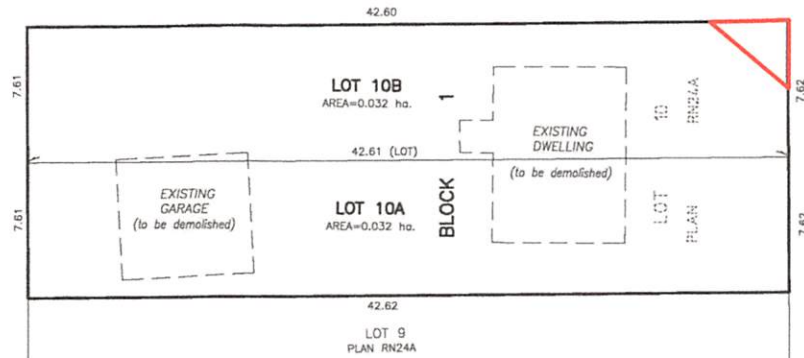 42.60
7.61
LOT 10B
AREA=0.032 ha.
1
10
RN24A
7.62
EXISTING
DWELLING
(to be demolished)
42.61 (LOT)
EXISTING
GARAGE
(to be demolished)
7.61
LOT 10A
AREA=0.032 ha.
BLOCK
LOT
PLAN
7.62
42.62
LOT 9
PLAN RN24A